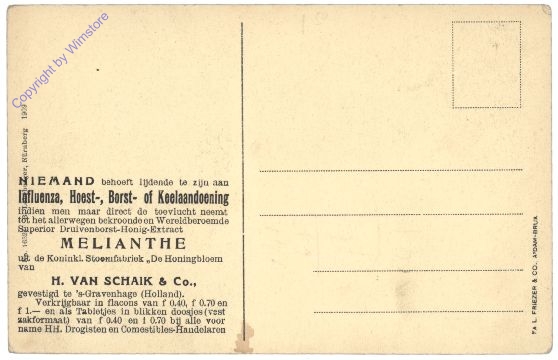 Copyright by Wimstore
Nürnberg 1909
NIEMAND behoeft lijdende te zijn aan
Influenza, Hoest-, Borst- of Keelaandoening
indien men maar direct de toevlucht neemt
tot het allerwegen bekroonde en Wereldberoemde
Superior Druivenborst-Honig-Extract
MELIANTHE
uit de Koninkl. Stoomfabriek „De Honingbloem
van
H. VAN SCHAIK & Co.,
gevestigd te 's-Gravenhage (Holland).
Verkrijgbaar in flacons van f 0.40, f 0.70 en
f 1.— en als Tabletjes in blikken doosjes (vest
zakformaat) van f 0.40 en f 0.70 bij alle voor
name HH. Drogisten en Comestibles-Handelaren
Fa L. FRIEZER & Co. A'DAM-BRUX